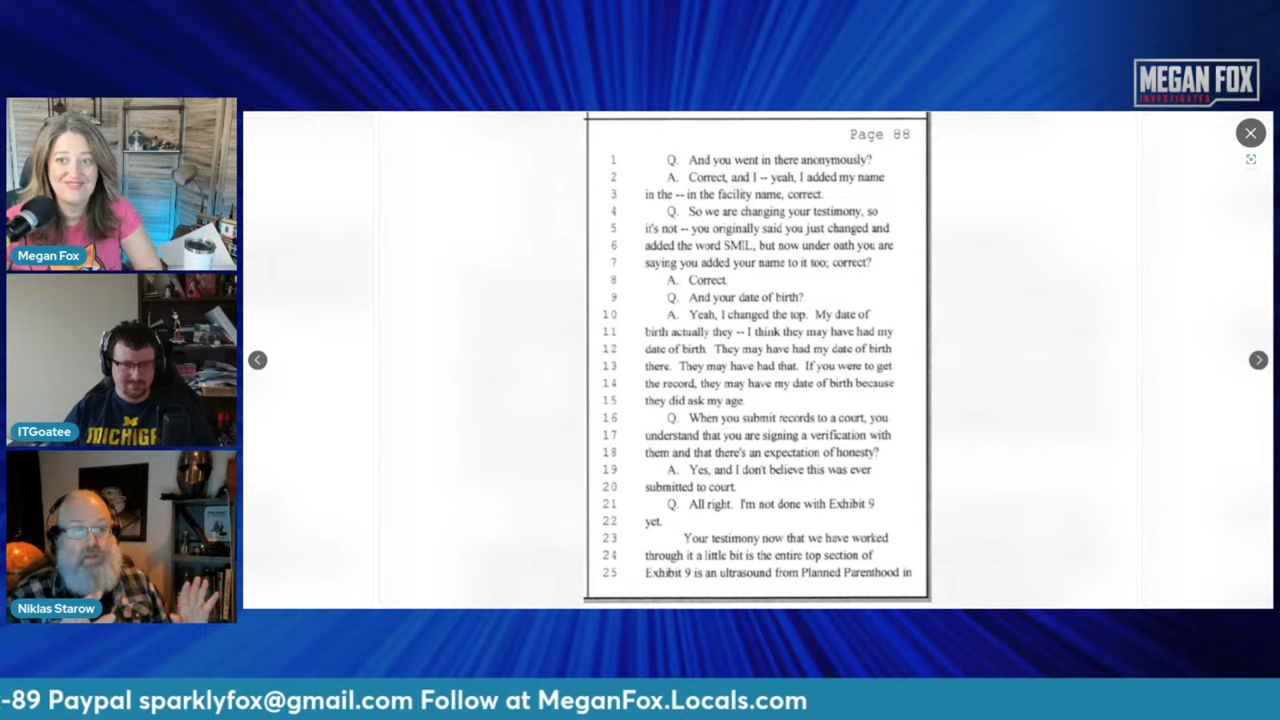 MEGAN FOX
INVESTIGATES
Page 88
1 Q. And you went in there anonymously?
2 A. Correct, and I -- yeah, I added my name
3 in the -- in the facility name, correct.
4 Q. So we are changing your testimony, so
5 it's not -- you originally said you just changed and
6 added the word SMIL, but now under oath you are
7 saying you added your name to it too; correct?
8 A. Correct.
9 Q. And your date of birth?
10 A. Yeah, I changed the top. My date of
11 birth actually they -- I think they may have had my
12 date of birth. They may have had my date of birth
13 there. They may have had that. If you were to get
14 the record, they may have my date of birth because
15 they did ask my age.
16 Q. When you submit records to a court, you
17 understand that you are signing a verification with
18 them and that there's an expectation of honesty?
19 A. Yes, and I don't believe this was ever
20 submitted to court.
21 Q. All right. I'm not done with Exhibit 9
22 yet.
23 Your testimony now that we have worked
24 through it a little bit is the entire top section of
25 Exhibit 9 is an ultrasound from Planned Parenthood in
Megan Fox
MICHIGA
ITGoatee
Niklas Starow
-89 Paypal sparklyfox@gmail.com Follow at MeganFox.Locals.com